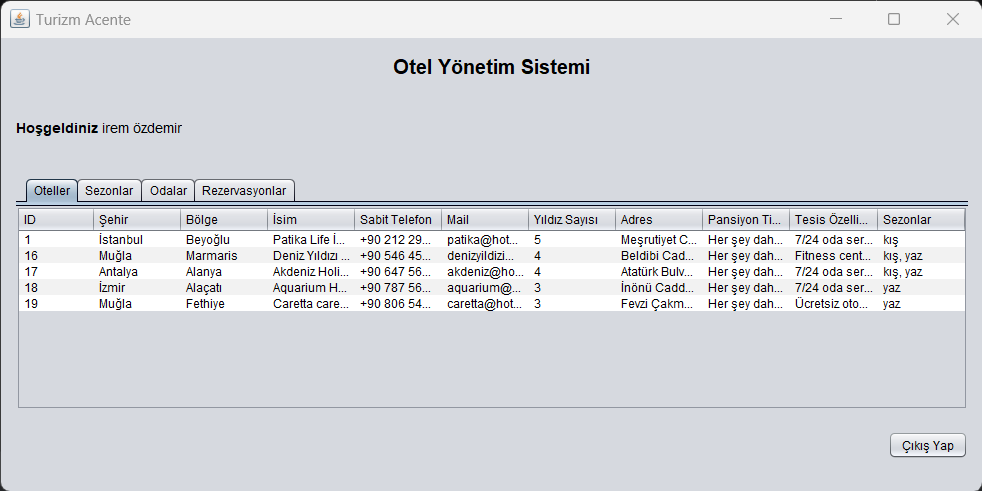 Turizm Acente
Otel Yönetim Sistemi
Hoşgeldiniz irem özdemir
Oteller Sezonlar Odalar Rezervasyonlar
ID Şehir Bölge İsim Sabit Telefon Mail Yıldız Sayısı Adres Pansiyon Ti... Tesis Özelli... Sezonlar
1 İstanbul Beyoğlu Patika Life İ... +90 212 29... patika@hot... 5 Meşrutiyet C... Her şey dah... 7/24 oda ser... kış
16 Muğla Marmaris Deniz Yıldızı ... +90 546 45... denizyildizi... 4 Beldibi Cad... Her şey dah... Fitness cent... kış, yaz
17 Antalya Alanya Akdeniz Holi... +90 647 56... akdeniz@ho... 4 Atatürk Bulv... Her şey dah... 7/24 oda ser... kış, yaz
18 İzmir Alaçatı Aquarium H... +90 787 56... aquarium@... 3 İnönü Cadd... Her şey dah... 7/24 oda ser... yaz
19 Muğla Fethiye Caretta care... +90 806 54... caretta@hot... 3 Fevzi Çakm... Her şey dah... Ücretsiz oto... yaz
Çıkış Yap